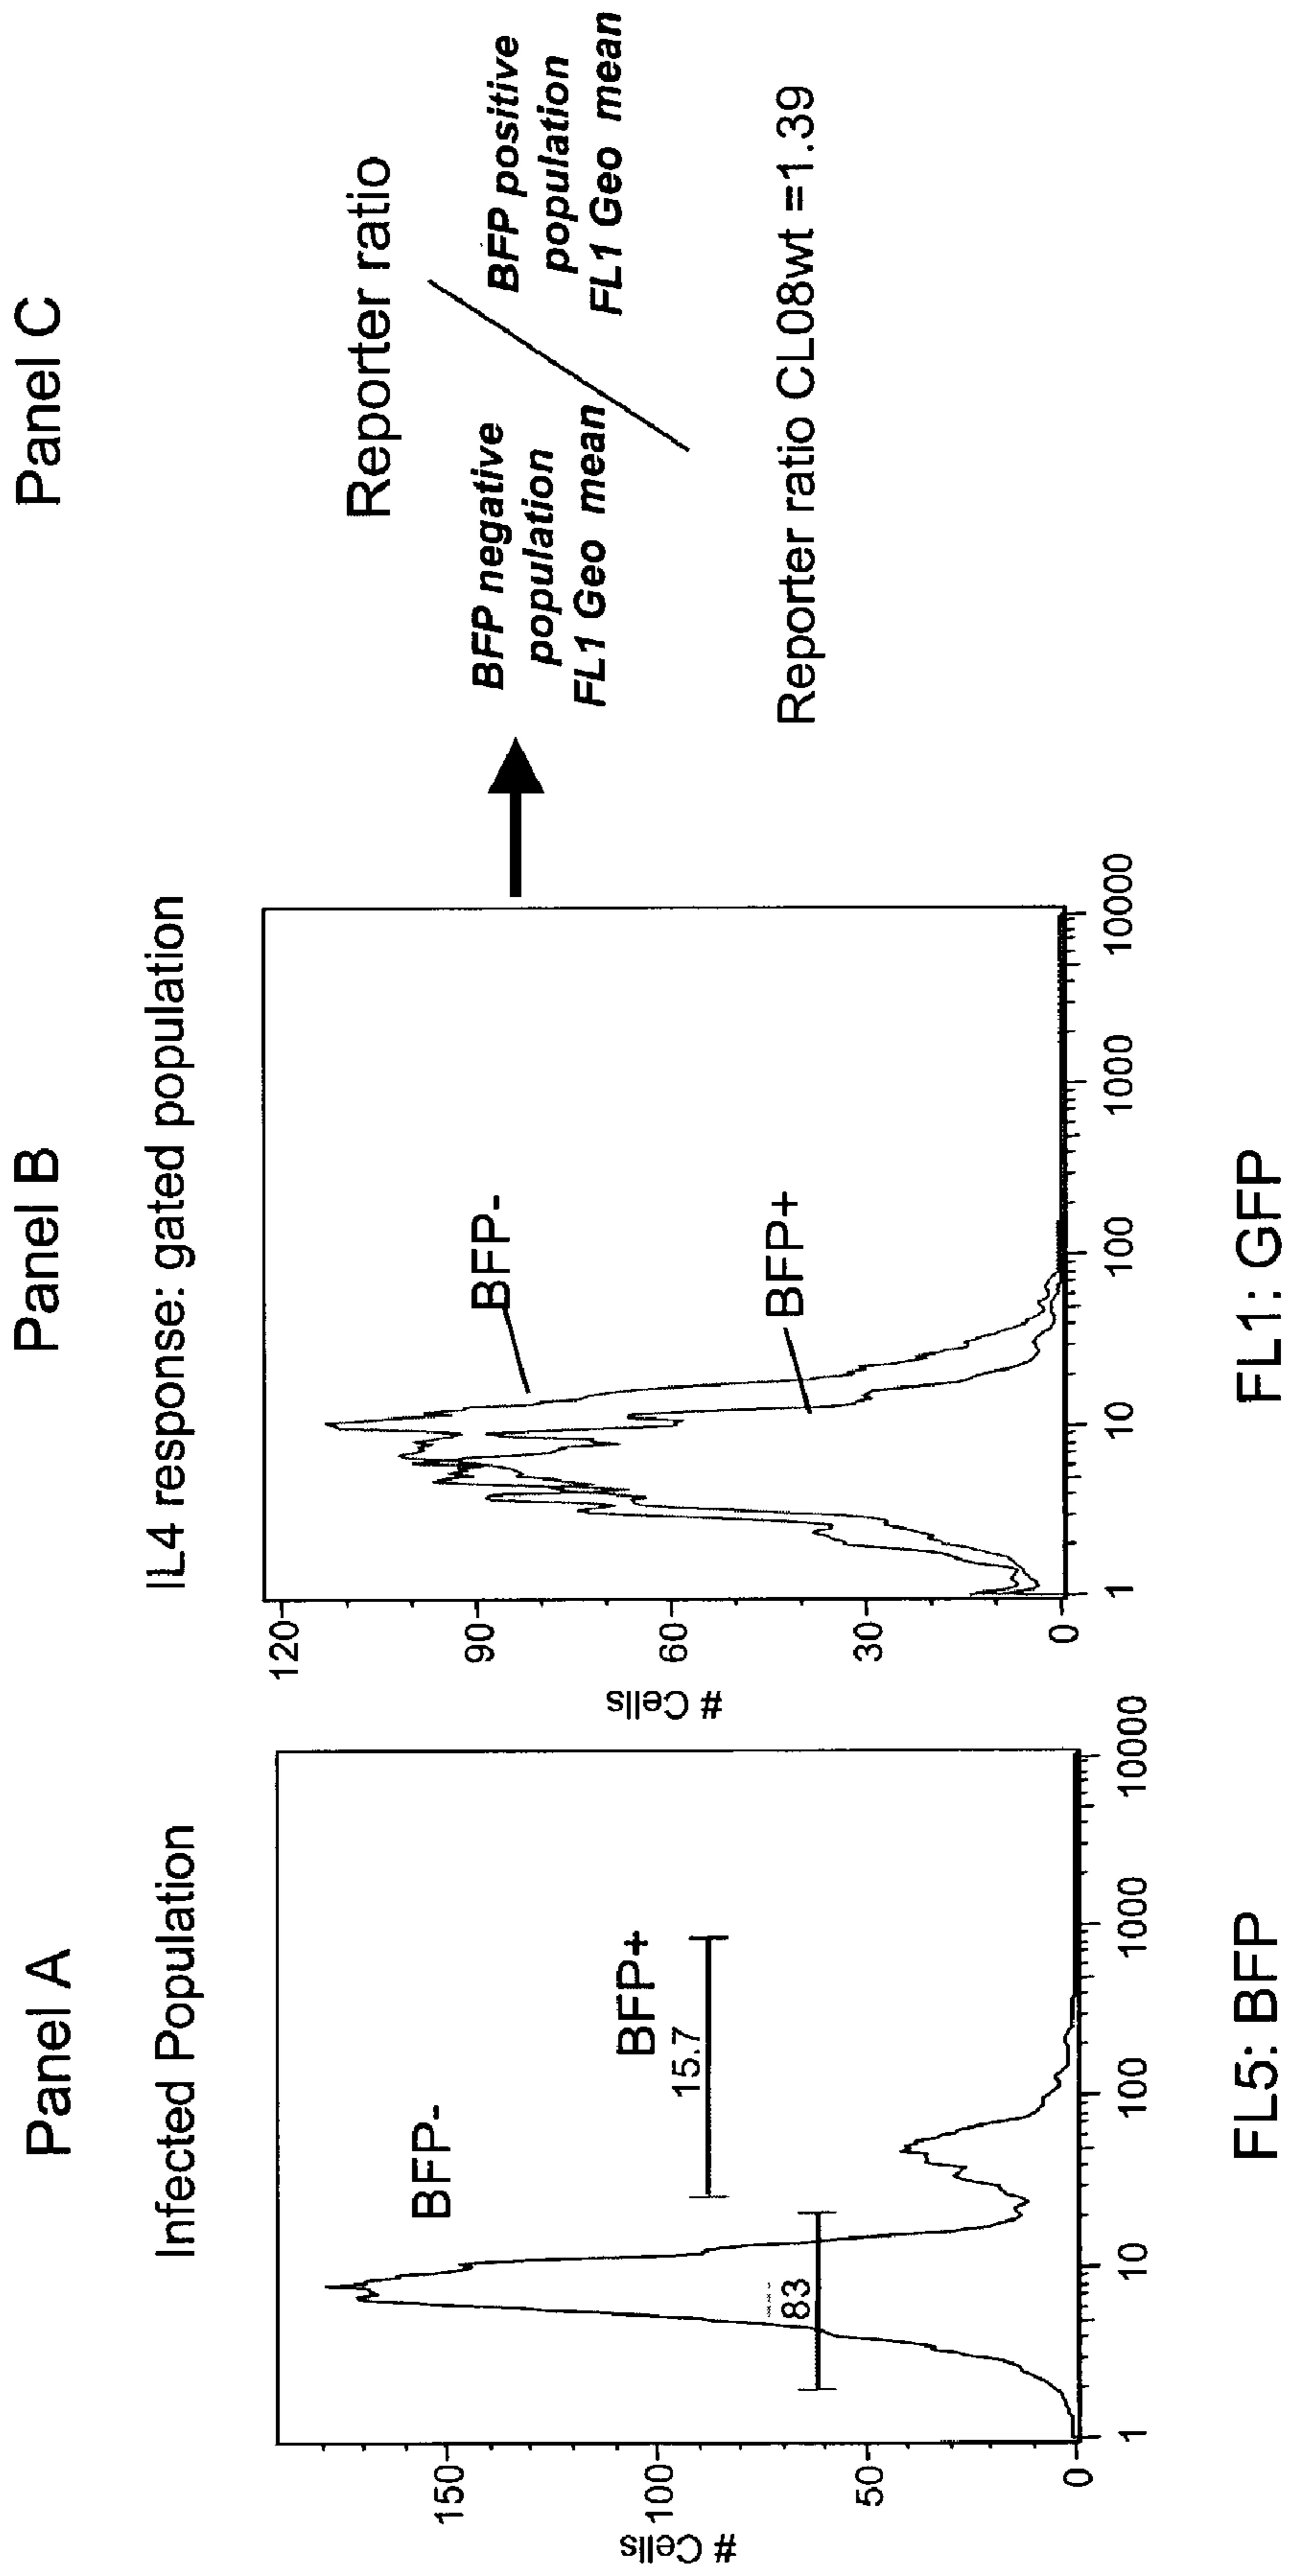 Panel A
Infected Population
# Cells
150
100
50
0
BFP-
BFP+
15.7
83
1
10
100
1000
10000
FL5: BFP
Panel B
IL4 response: gated population
# Cells
120
90
60
30
0
BFP-
BFP+
1
10
100
1000
10000
FL1: GFP
Panel C
Reporter ratio
BFP negative
population
FL1 Geo mean
BFP positive
population
FL1 Geo mean
Reporter ratio CL08wt =1.39